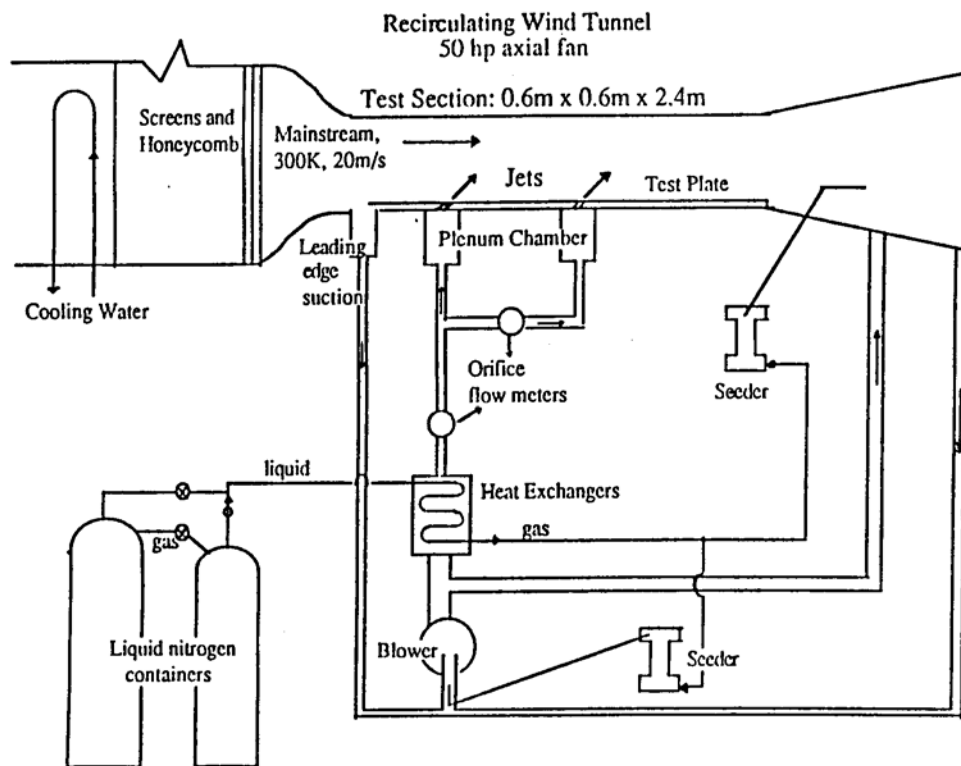 Recirculating Wind Tunnel
50 hp axial fan
Test Section: 0.6m x 0.6m x 2.4m
Screens and
Honeycomb
Mainstream,
300K, 20m/s
Jets
Test Plate
Plenum Chamber
Leading
edge
suction
Cooling Water
Orifice
flow meters
Seeder
liquid
Heat Exchangers
gas
gas
Liquid nitrogen
containers
Blower
Seeder